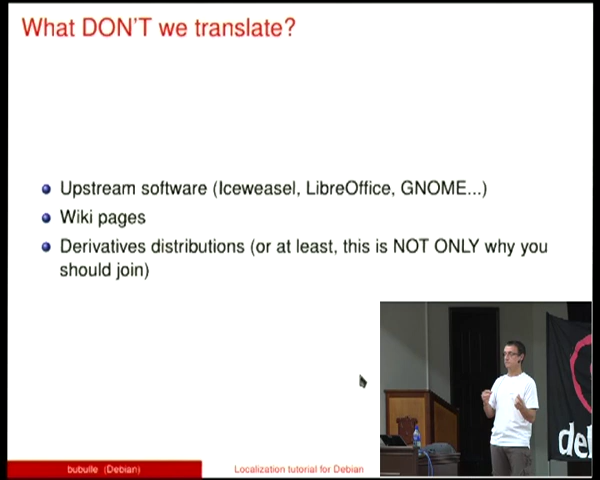 What DON'T we translate?
Upstream software (Iceweasel, LibreOffice, GNOME...)
Wiki pages
Derivatives distributions (or at least, this is NOT ONLY why you
should join)
de
bubulle (Debian)
Localization tutorial for Debian